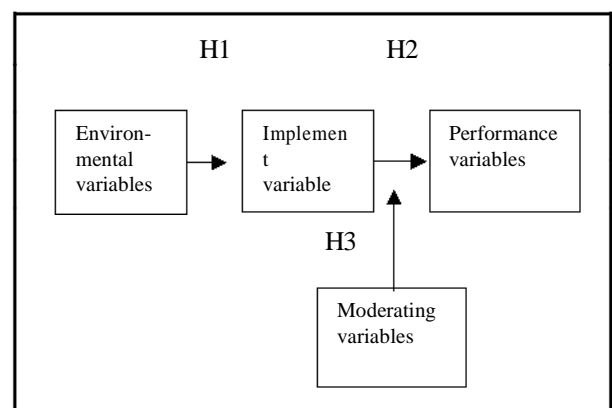 H1
H2
Environ-
mental
variables
Implemen
t
variable
Performance
variables
H3
Moderating
variables